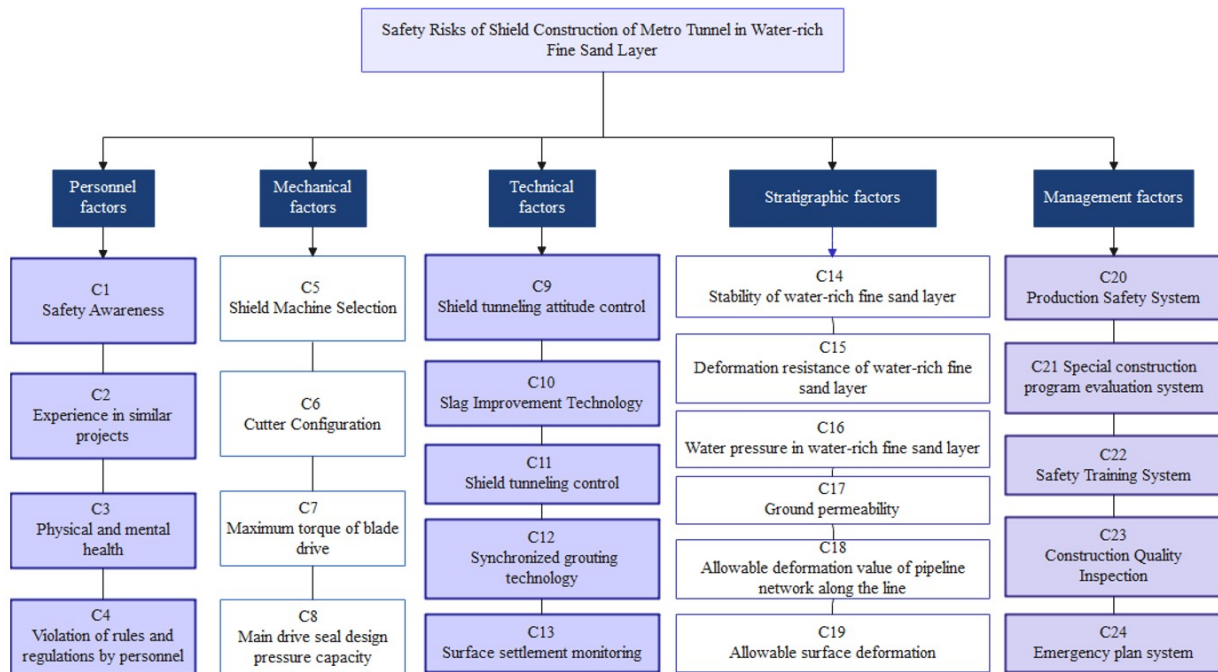 Safety Risks of Shield Construction of Metro Tunnel in Water-rich
Fine Sand Layer
Personnel
factors
Mechanical
factors
Technical
factors
Stratigraphic factors
Management factors
C1
Safety Awareness
C2
Experience in similar
projects
C3
Physical and mental
health
C4
Violation of rules and
regulations by personnel
C5
Shield Machine Selection
C6
Cutter Configuration
C7
Maximum torque of blade
drive
C8
Main drive seal design
pressure capacity
C9
Shield tunneling attitude control
C10
Slag Improvement Technology
C11
Shield tunneling control
C12
Synchronized grouting
technology
C13
Surface settlement monitoring
C14
Stability of water-rich fine sand layer
C15
Deformation resistance of water-rich fine
sand layer
C16
Water pressure in water-rich fine sand layer
C17
Ground permeability
C18
Allowable deformation value of pipeline
network along the line
C19
Allowable surface deformation
C20
Production Safety System
C21 Special construction
program evaluation system
C22
Safety Training System
C23
Construction Quality
Inspection
C24
Emergency plan system